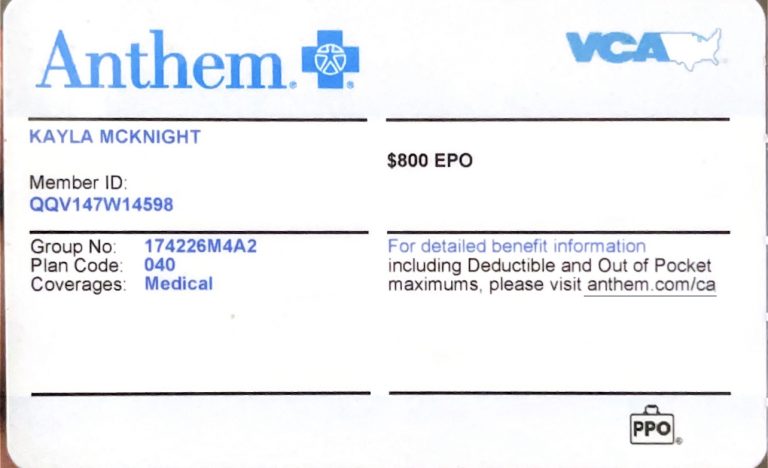 Anthem
VCA
KAYLA MCKNIGHT
Member ID:
QQV147W14598
Group No: 174226M4A2
Plan Code: 040
Coverages: Medical
$800 EPO
For detailed benefit information
including Deductible and Out of Pocket
maximums, please visit anthem.com/ca
PPO